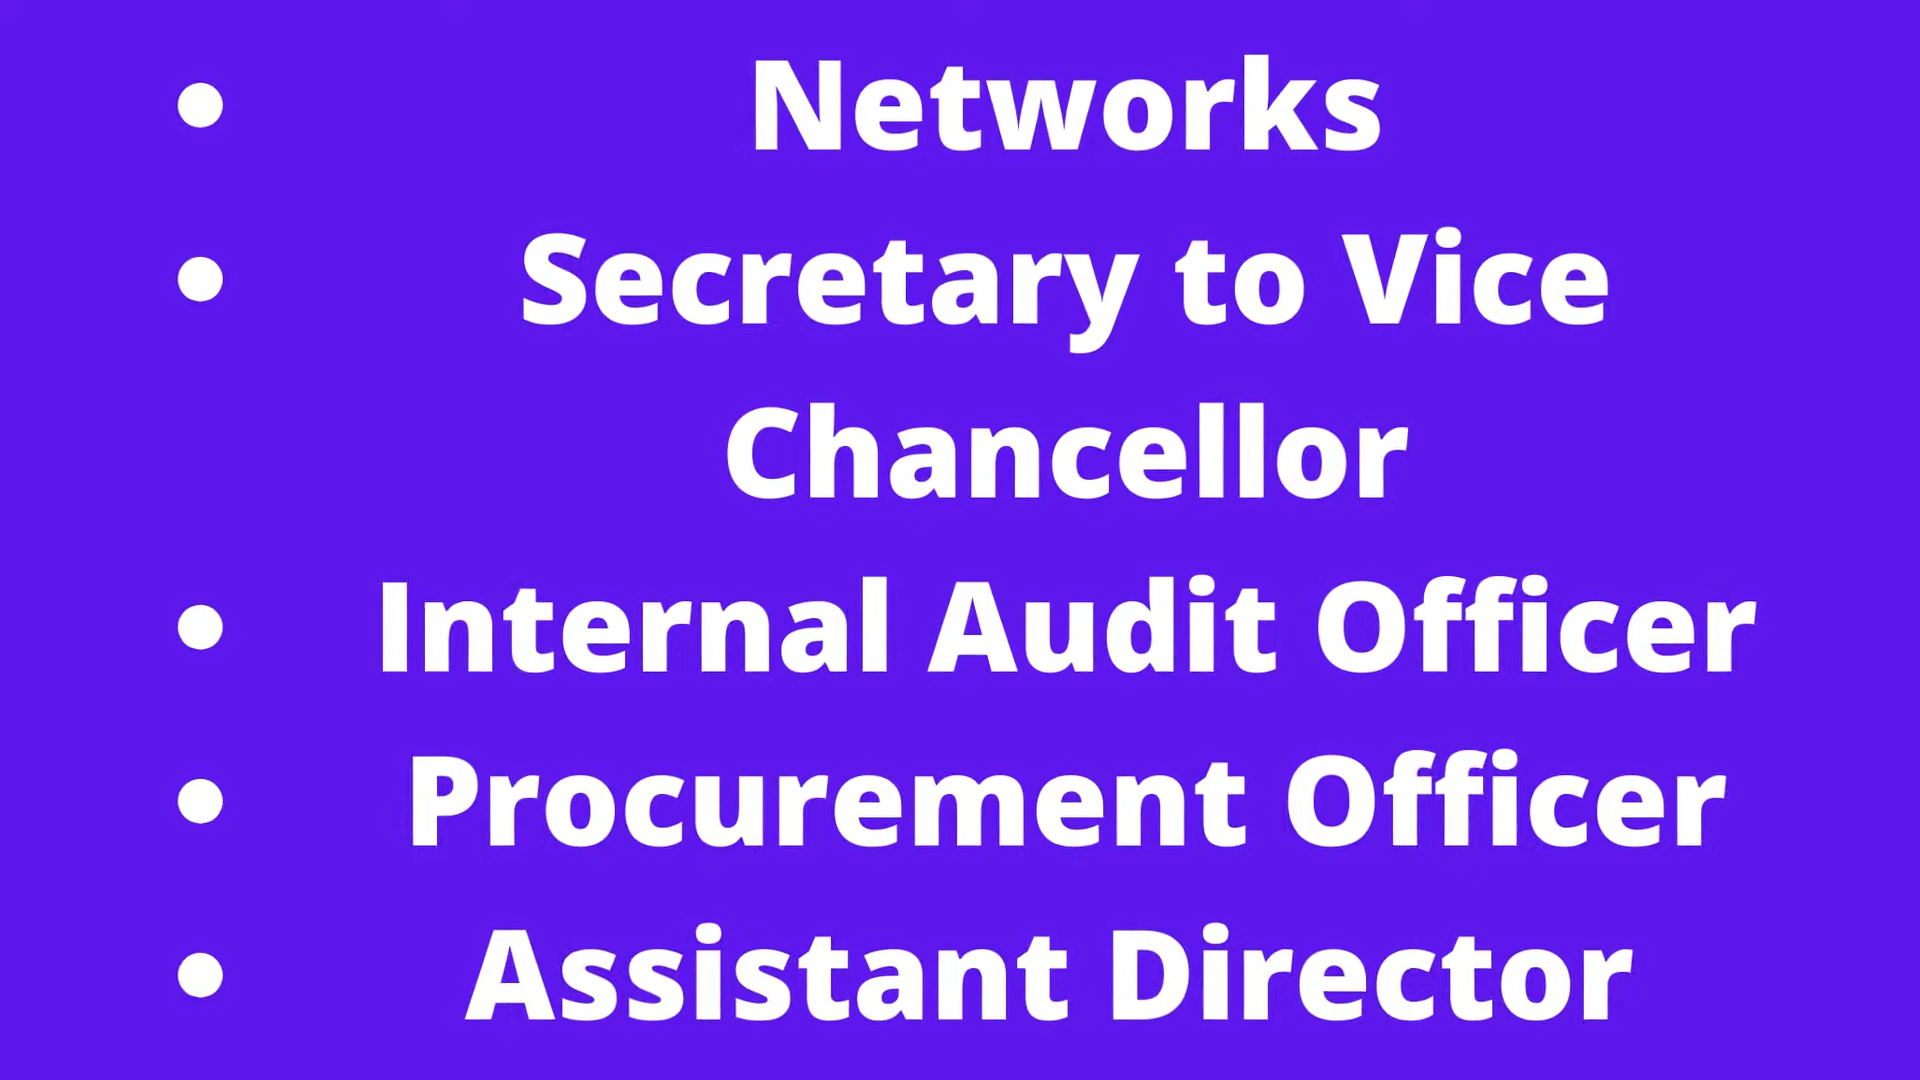 • Networks
• Secretary to Vice
Chancellor
• Internal Audit Officer
• Procurement Officer
• Assistant Director